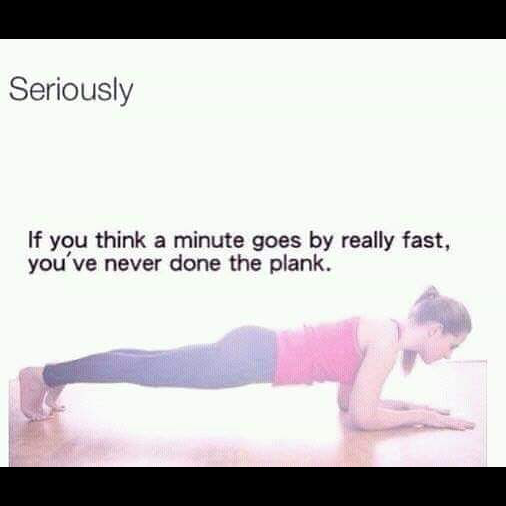 Seriously
If you think a minute goes by really fast,
you've never done the plank.